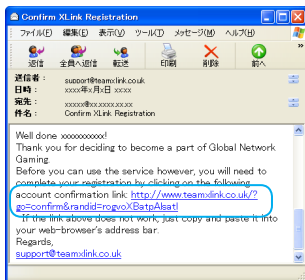 Confirm XLink Registration
ファイル(F) 編集(E) 表示(V) ツール(T) メッセージ(M) ヘルプ(H)
返信 全員へ返信 転送 印刷 削除 前へ
送信者: support@teamxlink.co.uk
日時: xxxx年x月x日 xxxx
宛先: xxxxx@xx.xxx.xx.xx
件名: Confirm XLink Registration
Well done xxxxxxxxxx!
Thank you for deciding to become a part of Global Network
Gaming.
Before you can use the service however, you will need to
complete your registration by clicking on the following
account confirmation link: http://www.teamxlink.co.uk/?
go=confirm&randid=rogvoXBatpAlsatI
If the link above does not work, just copy and paste it into
your web-browser's address bar.
Regards,
support@teamxlink.co.uk